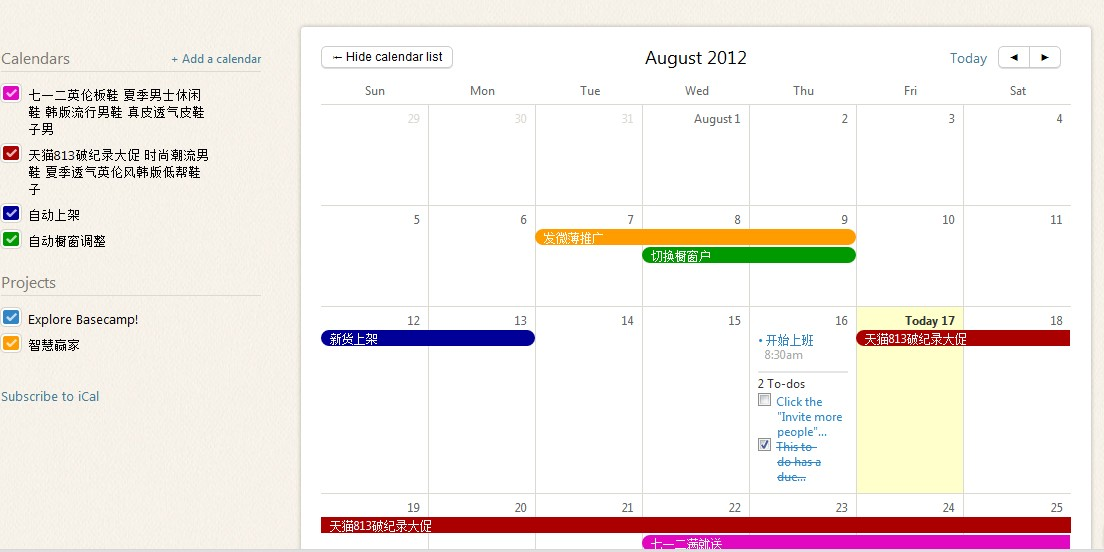 Calendars
+ Add a calendar
七一二英伦板鞋 夏季男士休闲
鞋 韩版流行男鞋 真皮透气皮鞋
子男
天猫813破纪录大促 时尚潮流男
鞋 夏季透气英伦风韩版低帮鞋
子
自动上架
自动橱窗调整
Projects
Explore Basecamp!
智慧赢家
Subscribe to iCal
← Hide calendar list
August 2012
Today
Sun Mon Tue Wed Thu Fri Sat
29 30 31 August 1 2 3 4
5 6 7 8 9 10 11
发微薄推广
切换橱窗户
12 13 14 15 16 Today 17 18
新货上架
天猫813破纪录大促
• 开始上班
8:30am
2 To-dos
Click the
"Invite more
people"...
This to-
do has a
due...
19 20 21 22 23 24 25
天猫813破纪录大促
七一二满就送